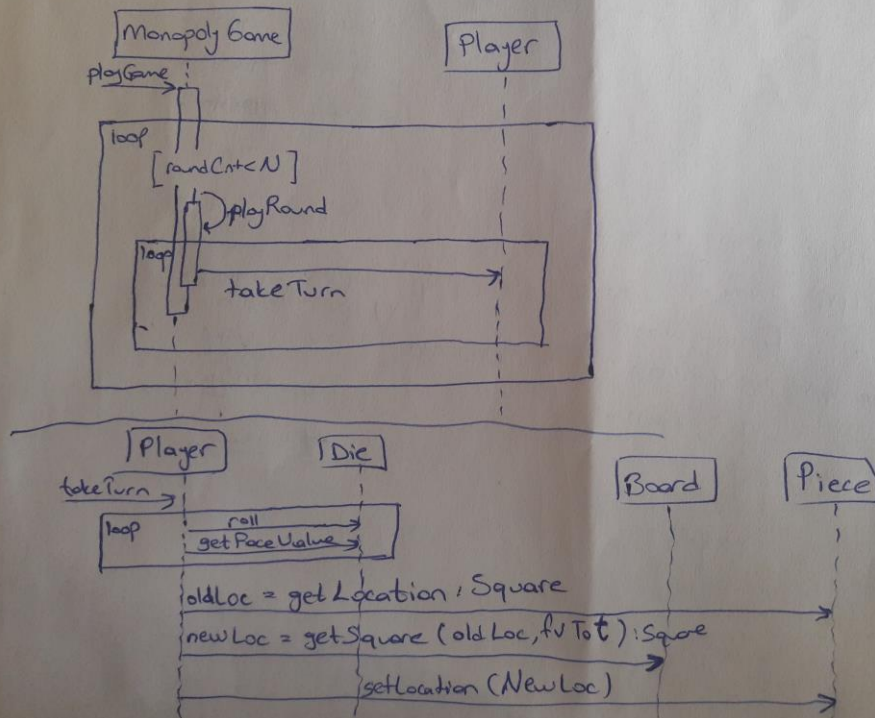 Monopoly Game
Player
playGame
loop
[roundCnt<N]
playRound
loop
takeTurn
Player
Die
Board
Piece
takeTurn
loop
roll
getFaceValue
oldLoc = getLocation : Square
newLoc = getSquare (oldLoc, fvTot) : Square
setLocation (NewLoc)